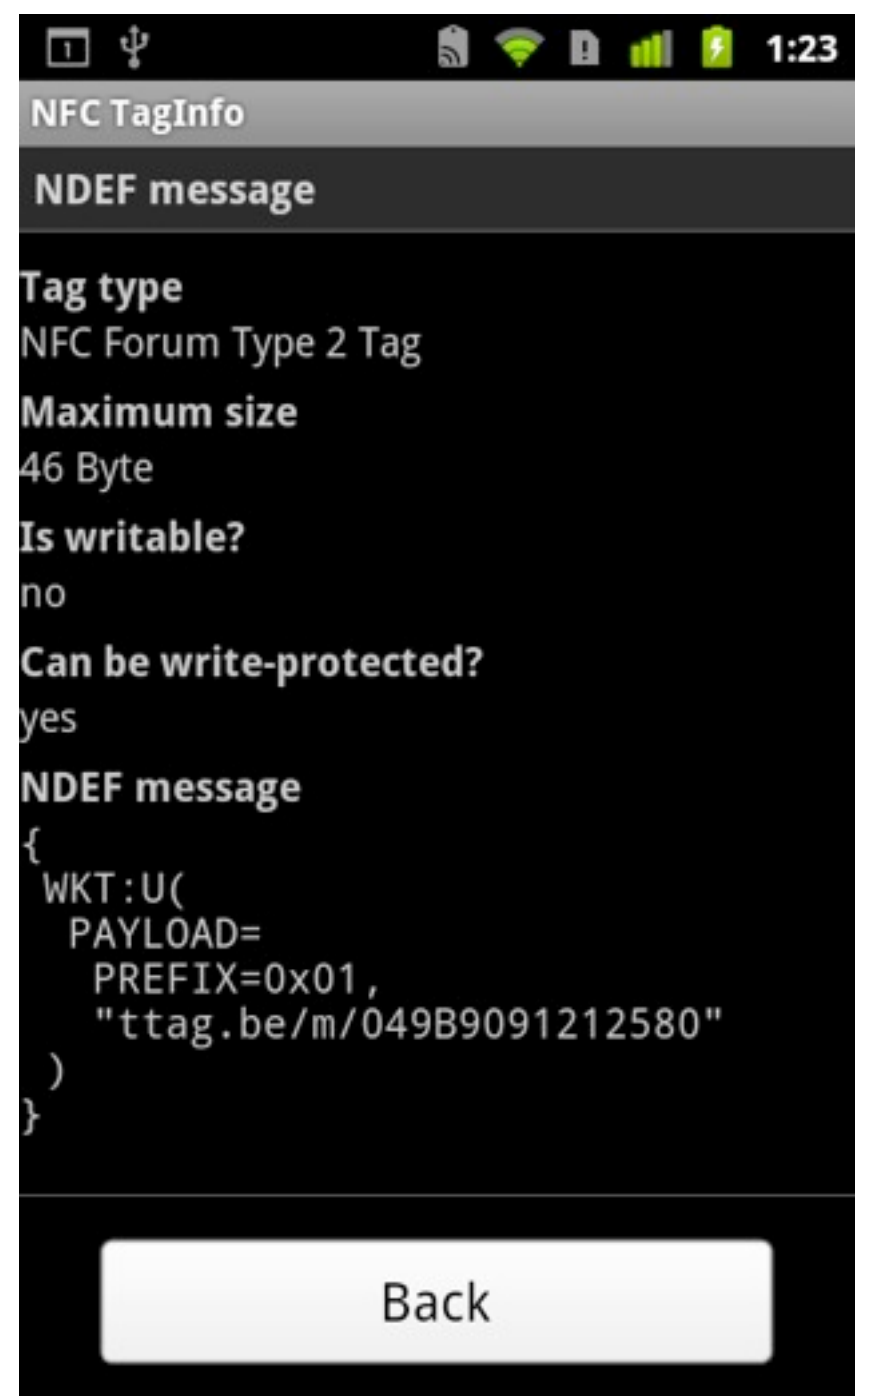 1
1:23
NFC TagInfo
NDEF message
Tag type
NFC Forum Type 2 Tag
Maximum size
46 Byte
Is writable?
no
Can be write-protected?
yes
NDEF message
{
WKT:U(
PAYLOAD=
PREFIX=0x01,
"ttag.be/m/049B9091212580"
)
}
Back